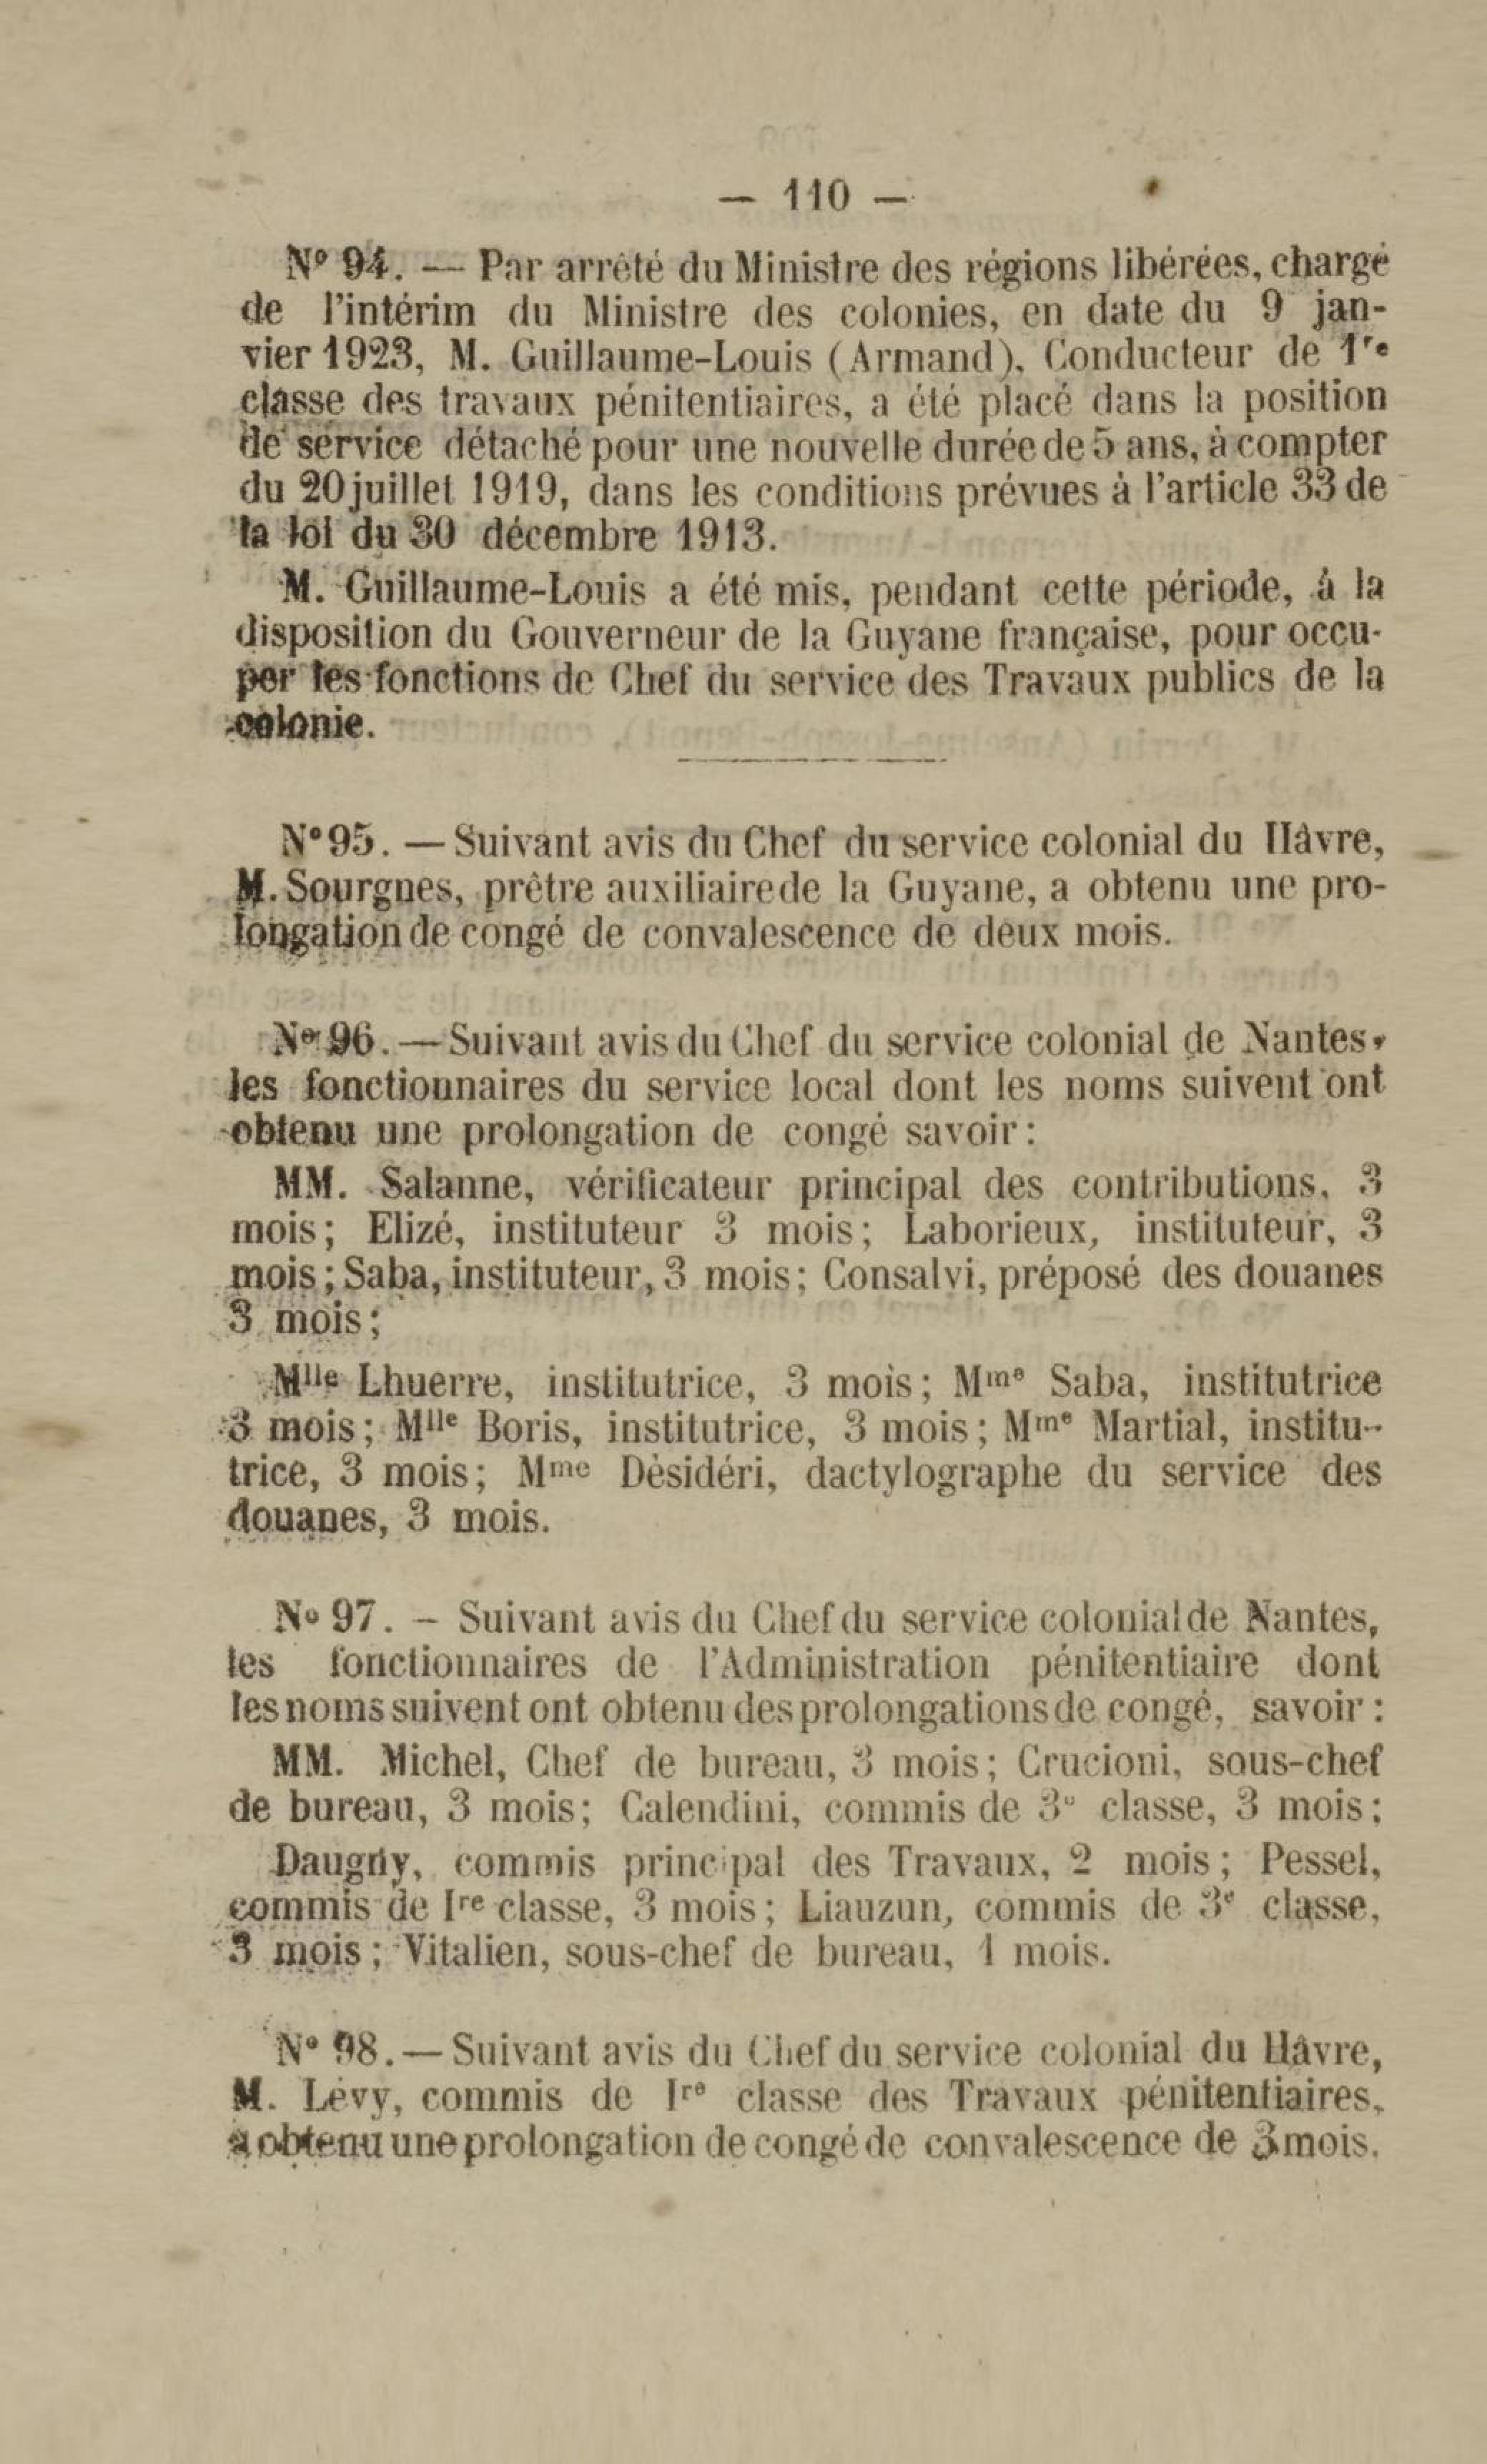 — 110 —
Nº 94. — Par arrêté du Ministre des régions libérées, chargé
de l'intérim du Ministre des colonies, en date du 9 jan-
vier 1923, M. Guillaume-Louis (Armand), Conducteur de 1re
classe des travaux pénitentiaires, a été placé dans la position
de service détaché pour une nouvelle durée de 5 ans, à compter
du 20 juillet 1919, dans les conditions prévues à l'article 33 de
la loi du 30 décembre 1913.
M. Guillaume-Louis a été mis, pendant cette période, à la
disposition du Gouverneur de la Guyane française, pour occu-
per les fonctions de Chef du service des Travaux publics de la
colonie.
N° 95. — Suivant avis du Chef du service colonial du Hâvre,
M. Sourgnes, prêtre auxiliaire de la Guyane, a obtenu une pro-
longation de congé de convalescence de deux mois.
Nº 96. — Suivant avis du Chef du service colonial de Nantes,
les fonctionnaires du service local dont les noms suivent ont
obtenu une prolongation de congé savoir :
MM. Salanne, vérificateur principal des contributions, 3
mois ; Elizé, instituteur 3 mois ; Laborieux, instituteur, 3
mois ; Saba, instituteur, 3 mois ; Consalvi, préposé des douanes
3 mois ;
Mlle Lhuerre, institutrice, 3 mois ; Mme Saba, institutrice
3 mois ; Mlle Boris, institutrice, 3 mois ; Mme Martial, institu-
trice, 3 mois ; Mme Dèsidéri, dactylographe du service des
douanes, 3 mois.
Nº 97. – Suivant avis du Chef du service colonial de Nantes,
les fonctionnaires de l'Administration pénitentiaire dont
les noms suivent ont obtenu des prolongations de congé, savoir :
MM. Michel, Chef de bureau, 3 mois ; Crucioni, sous-chef
de bureau, 3 mois ; Calendini, commis de 3e classe, 3 mois ;
Daugny, commis principal des Travaux, 2 mois ; Pessel,
commis de Ire classe, 3 mois ; Liauzun, commis de 3e classe,
3 mois ; Vitalien, sous-chef de bureau, 1 mois.
N° 98. — Suivant avis du Chef du service colonial du Hâvre,
M. Lévy, commis de Ire classe des Travaux pénitentiaires,
a obtenu une prolongation de congé de convalescence de 3 mois.